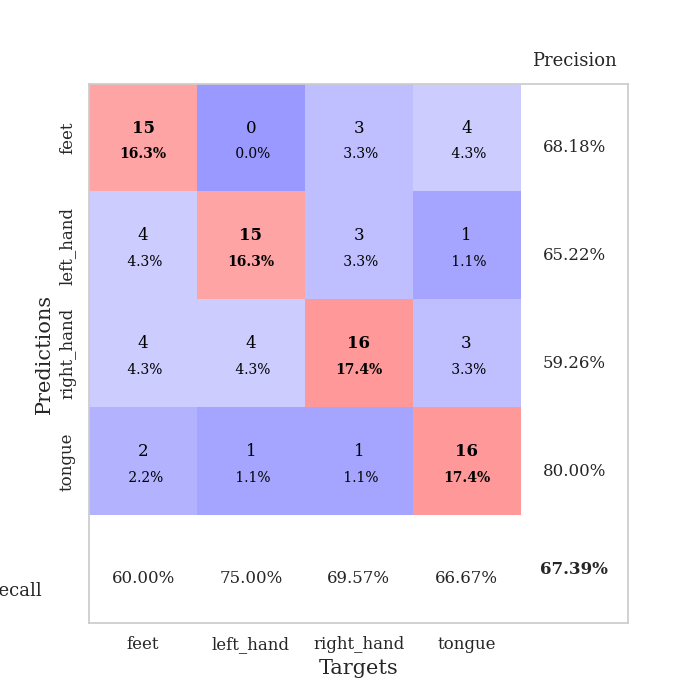 Precision
feet 15 0 3 4 68.18%
16.3% 0.0% 3.3% 4.3%
left_hand 4 15 3 1 65.22%
4.3% 16.3% 3.3% 1.1%
Predictions
right_hand 4 4 16 3 59.26%
4.3% 4.3% 17.4% 3.3%
tongue 2 1 1 16 80.00%
2.2% 1.1% 1.1% 17.4%
ecall 60.00% 75.00% 69.57% 66.67% 67.39%
feet left_hand right_hand tongue
Targets